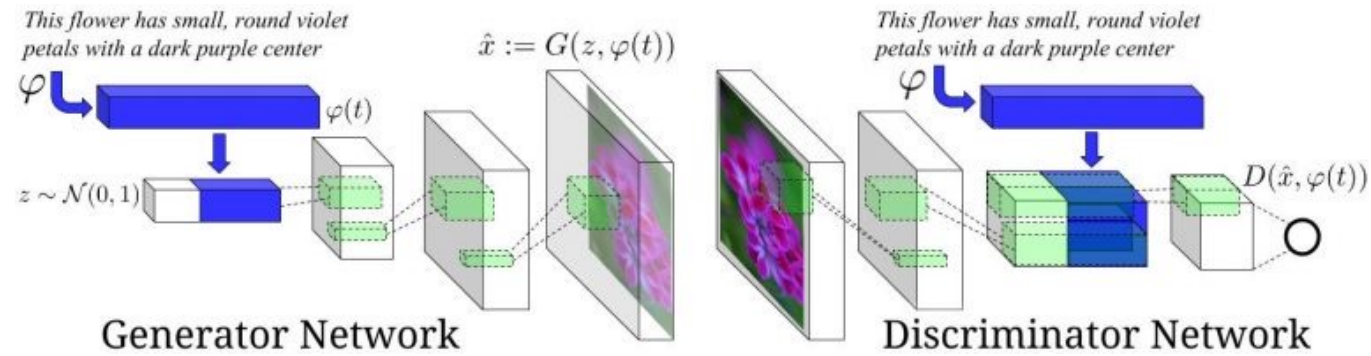 This flower has small, round violet
petals with a dark purple center
φ
φ(t)
z ∼ 𝒩(0, 1)
x̂ := G(z, φ(t))
Generator Network
This flower has small, round violet
petals with a dark purple center
φ
D(x̂, φ(t))
Discriminator Network